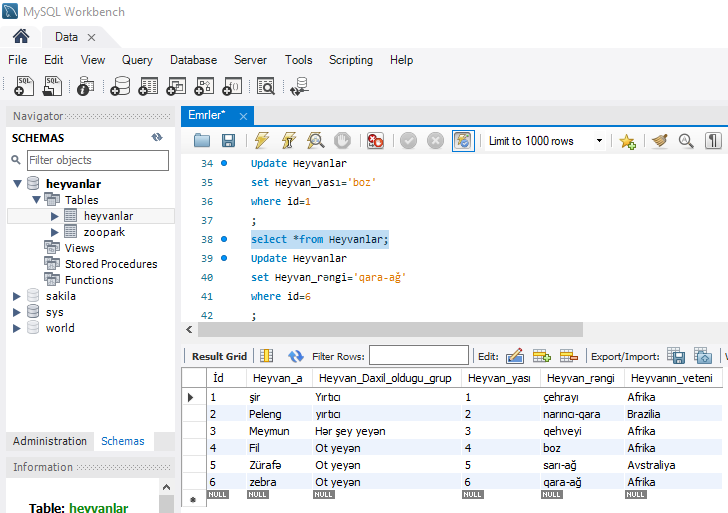 MySQL Workbench
Data ×
File Edit View Query Database Server Tools Scripting Help
Navigator
SCHEMAS
Filter objects
heyvanlar
Tables
heyvanlar
zoopark
Views
Stored Procedures
Functions
sakila
sys
world
Administration Schemas
Information
Table: heyvanlar
Emrler* ×
Limit to 1000 rows
34 Update Heyvanlar
35 set Heyvan_yası='boz'
36 where id=1
37 ;
38 select *from Heyvanlar;
39 Update Heyvanlar
40 set Heyvan_rəngi='qara-ağ'
41 where id=6
42 ;
Result Grid Filter Rows: Edit: Export/Import:
İd Heyvan_a Heyvan_Daxil_oldugu_grup Heyvan_yası Heyvan_rəngi Heyvanın_veteni
1 şir Yırtıcı 1 çehrayı Afrika
2 Peleng yırtıcı 2 narıncı-qara Brazilia
3 Meymun Hər şey yeyən 3 qehveyi Afrika
4 Fil Ot yeyən 4 boz Afrika
5 Zürafə Ot yeyən 5 sarı-ağ Avstraliya
6 zebra Ot yeyən 6 qara-ağ Afrika
NULL NULL NULL NULL NULL NULL